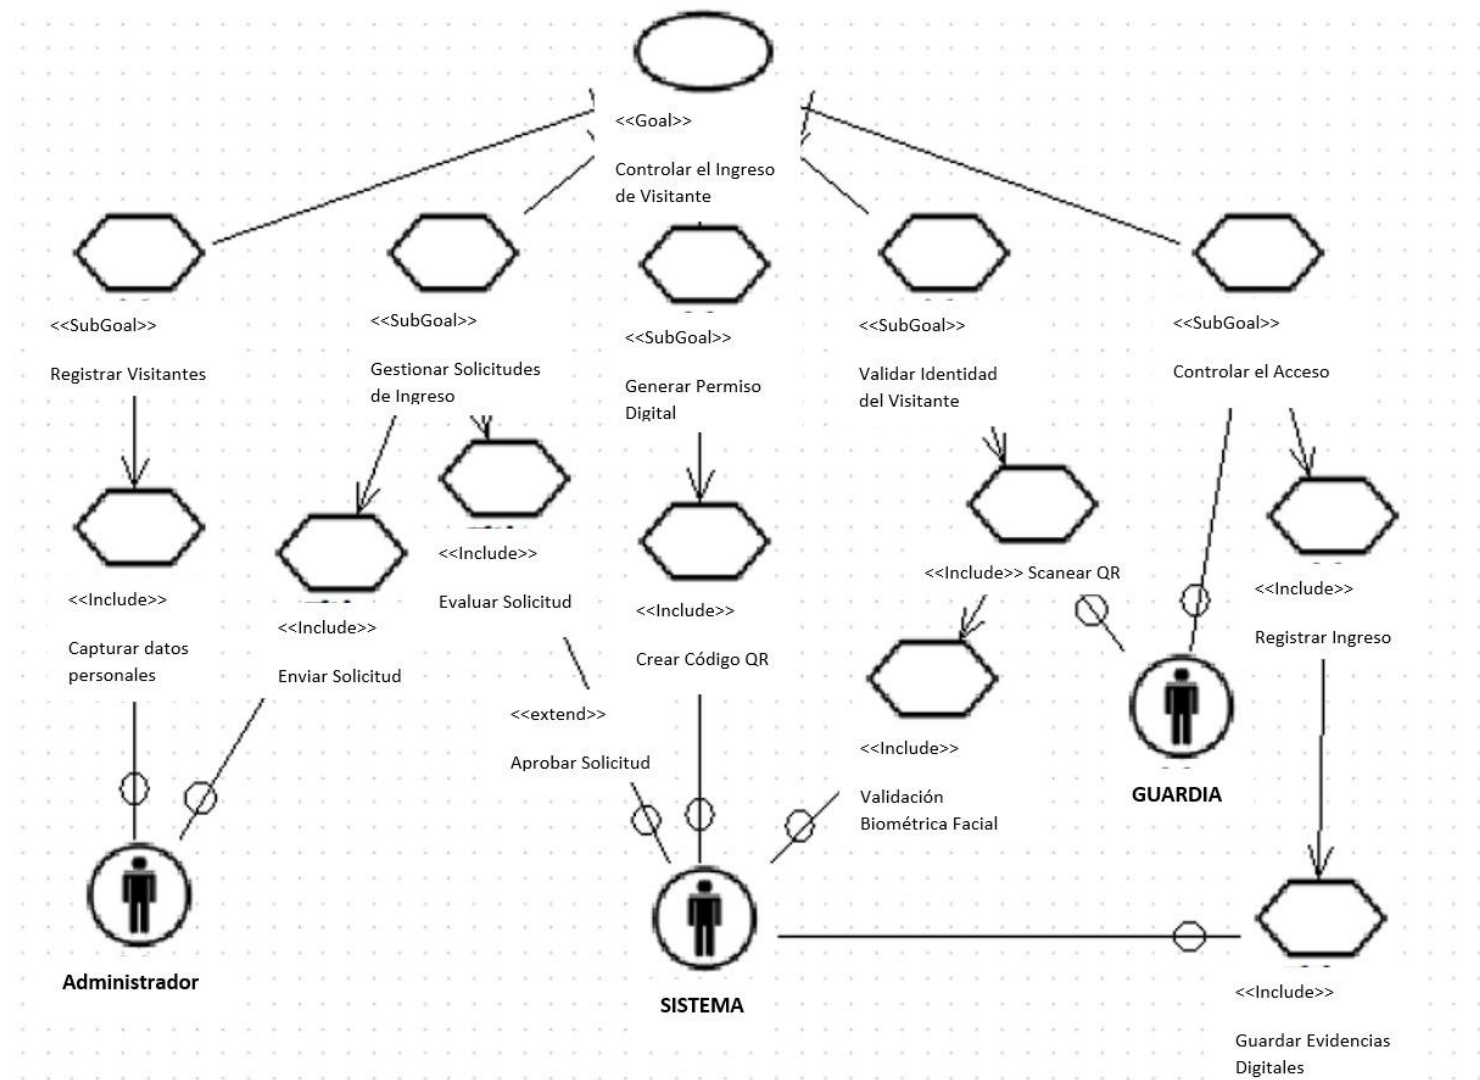 <<Goal>>
Controlar el Ingreso
de Visitante
<<SubGoal>>
Registrar Visitantes
<<SubGoal>>
Gestionar Solicitudes
de Ingreso
<<SubGoal>>
Generar Permiso
Digital
<<SubGoal>>
Validar Identidad
del Visitante
<<SubGoal>>
Controlar el Acceso
<<Include>>
Capturar datos
personales
<<Include>>
Enviar Solicitud
<<Include>>
Evaluar Solicitud
<<extend>>
Aprobar Solicitud
<<Include>>
Crear Código QR
<<Include>> Scanear QR
<<Include>>
Validación
Biométrica Facial
<<Include>>
Registrar Ingreso
GUARDIA
Administrador
SISTEMA
<<Include>>
Guardar Evidencias
Digitales